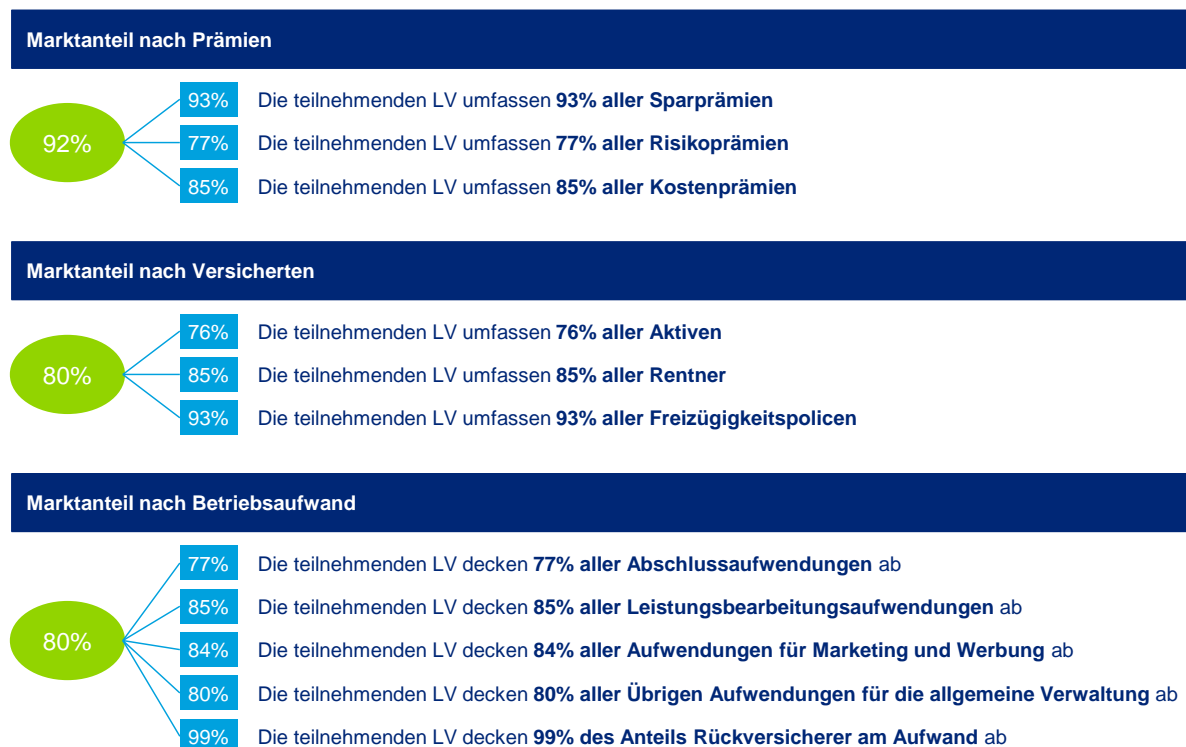 Marktanteil nach Prämien
92%
93% Die teilnehmenden LV umfassen 93% aller Sparprämien
77% Die teilnehmenden LV umfassen 77% aller Risikoprämien
85% Die teilnehmenden LV umfassen 85% aller Kostenprämien
Marktanteil nach Versicherten
80%
76% Die teilnehmenden LV umfassen 76% aller Aktiven
85% Die teilnehmenden LV umfassen 85% aller Rentner
93% Die teilnehmenden LV umfassen 93% aller Freizügigkeitspolicen
Marktanteil nach Betriebsaufwand
80%
77% Die teilnehmenden LV decken 77% aller Abschlussaufwendungen ab
85% Die teilnehmenden LV decken 85% aller Leistungsbearbeitungsaufwendungen ab
84% Die teilnehmenden LV decken 84% aller Aufwendungen für Marketing und Werbung ab
80% Die teilnehmenden LV decken 80% aller Übrigen Aufwendungen für die allgemeine Verwaltung ab
99% Die teilnehmenden LV decken 99% des Anteils Rückversicherer am Aufwand ab